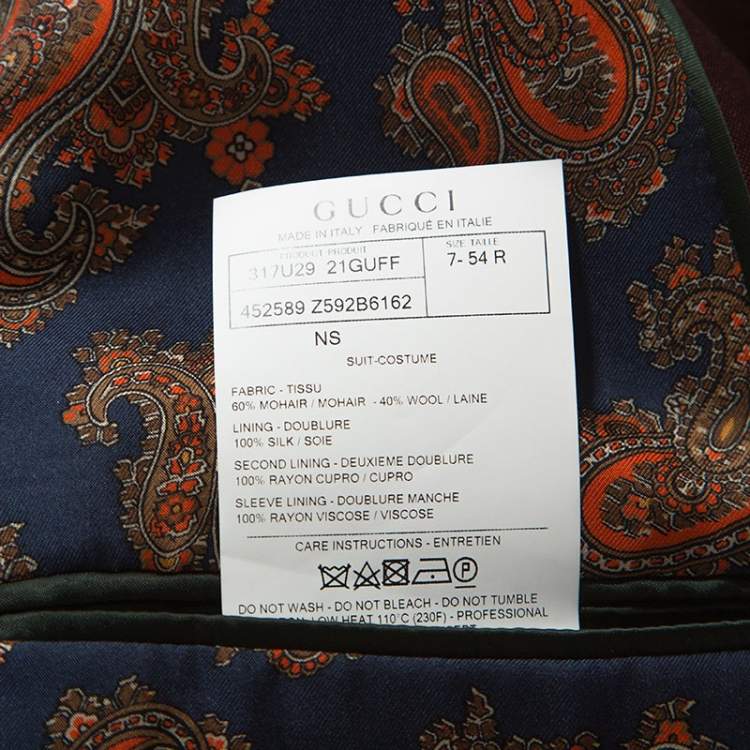 GUCCI
MADE IN ITALY FABRIQUÉ EN ITALIE
PRODUCT PRODUIT
SIZE TAILLE
317U29 21GUFF
7- 54 R
452589 Z592B6162
NS
SUIT-COSTUME
FABRIC - TISSU
60% MOHAIR / MOHAIR - 40% WOOL / LAINE
LINING - DOUBLURE
100% SILK / SOIE
SECOND LINING - DEUXIEME DOUBLURE
100% RAYON CUPRO / CUPRO
SLEEVE LINING - DOUBLURE MANCHE
100% RAYON VISCOSE / VISCOSE
CARE INSTRUCTIONS - ENTRETIEN
P
DO NOT WASH - DO NOT BLEACH - DO NOT TUMBLE
LOW HEAT 110°C (230F) - PROFESSIONAL